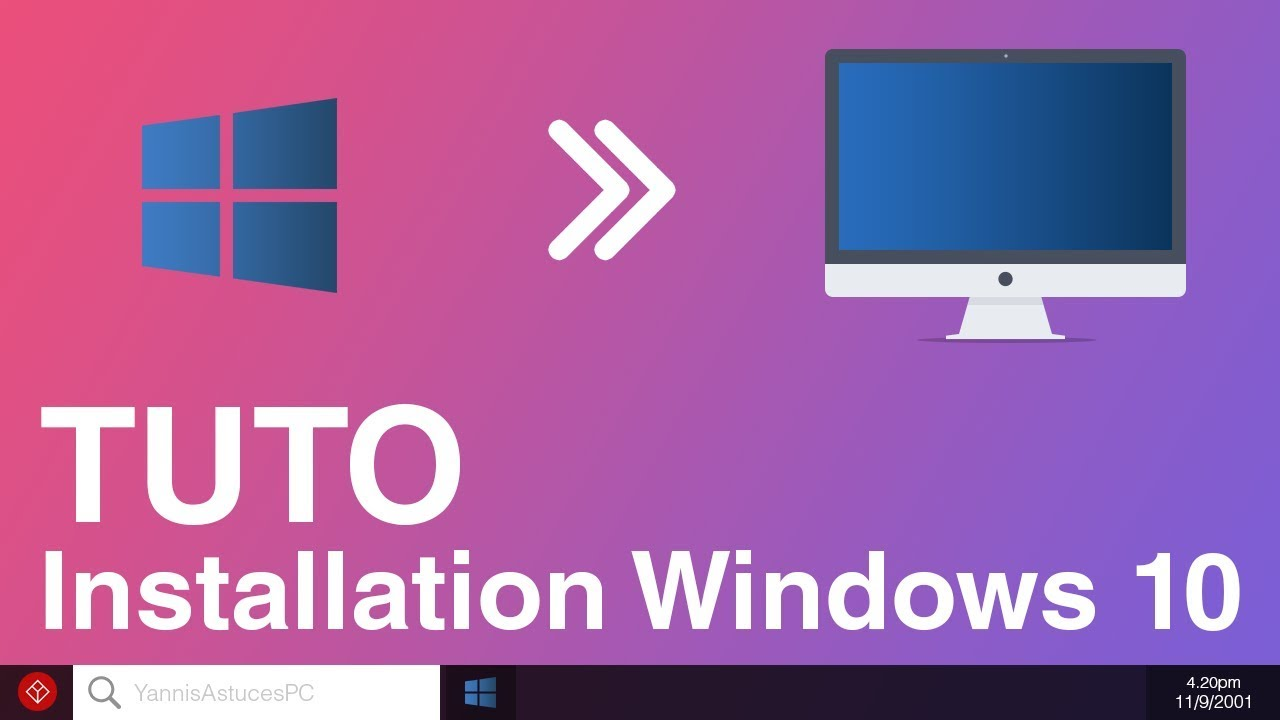 TUTO
Installation Windows 10
YannisAstucesPC
4.20pm
11/9/2001